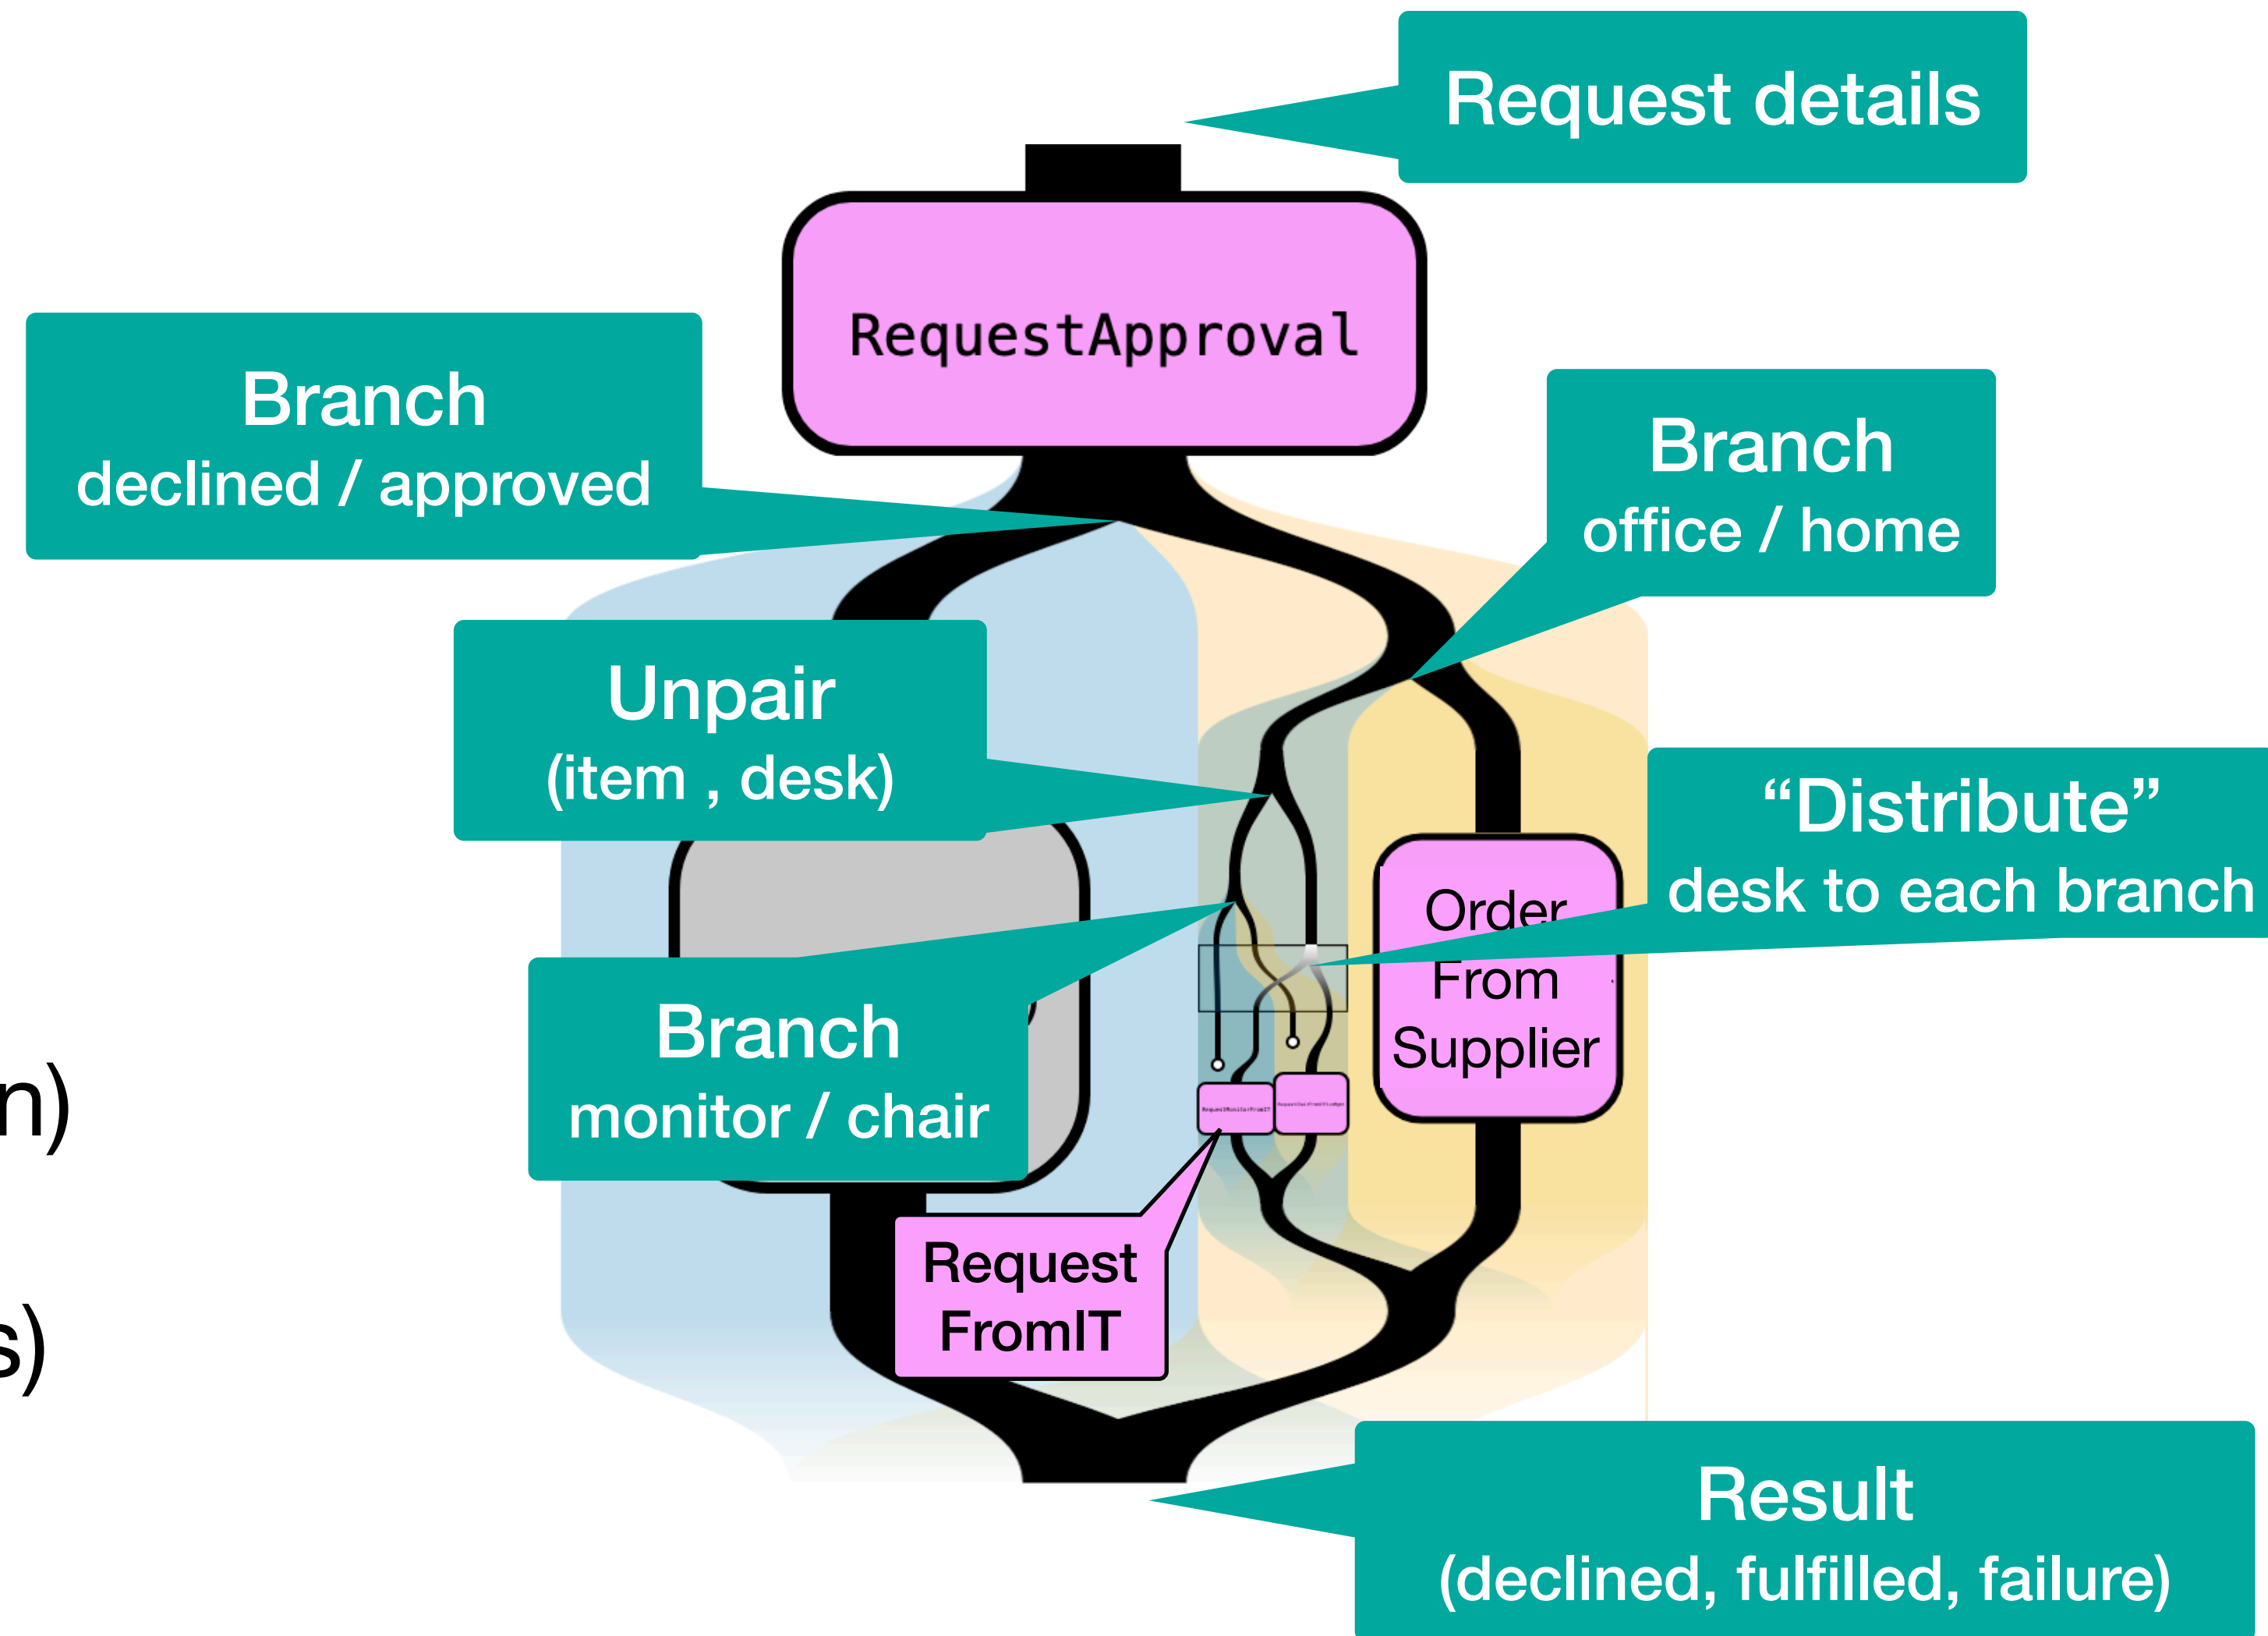 Request details
RequestApproval
Branch
declined / approved
Branch
office / home
Unpair
(item , desk)
“Distribute”
desk to each branch
Order
From
Supplier
Branch
monitor / chair
n)
RequestMonitorFromIT
Request
FromIT
s)
Result
(declined, fulfilled, failure)